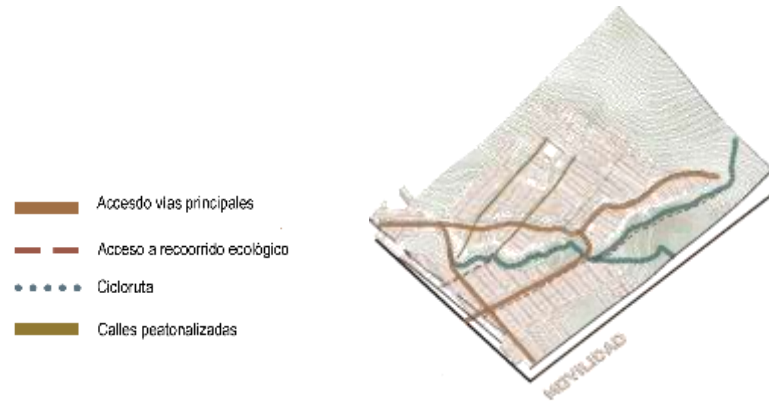 Accesdo vías principales
Acceso a recoorrido ecológico
Cicloruta
Calles peatonalizadas
MOVILIDAD